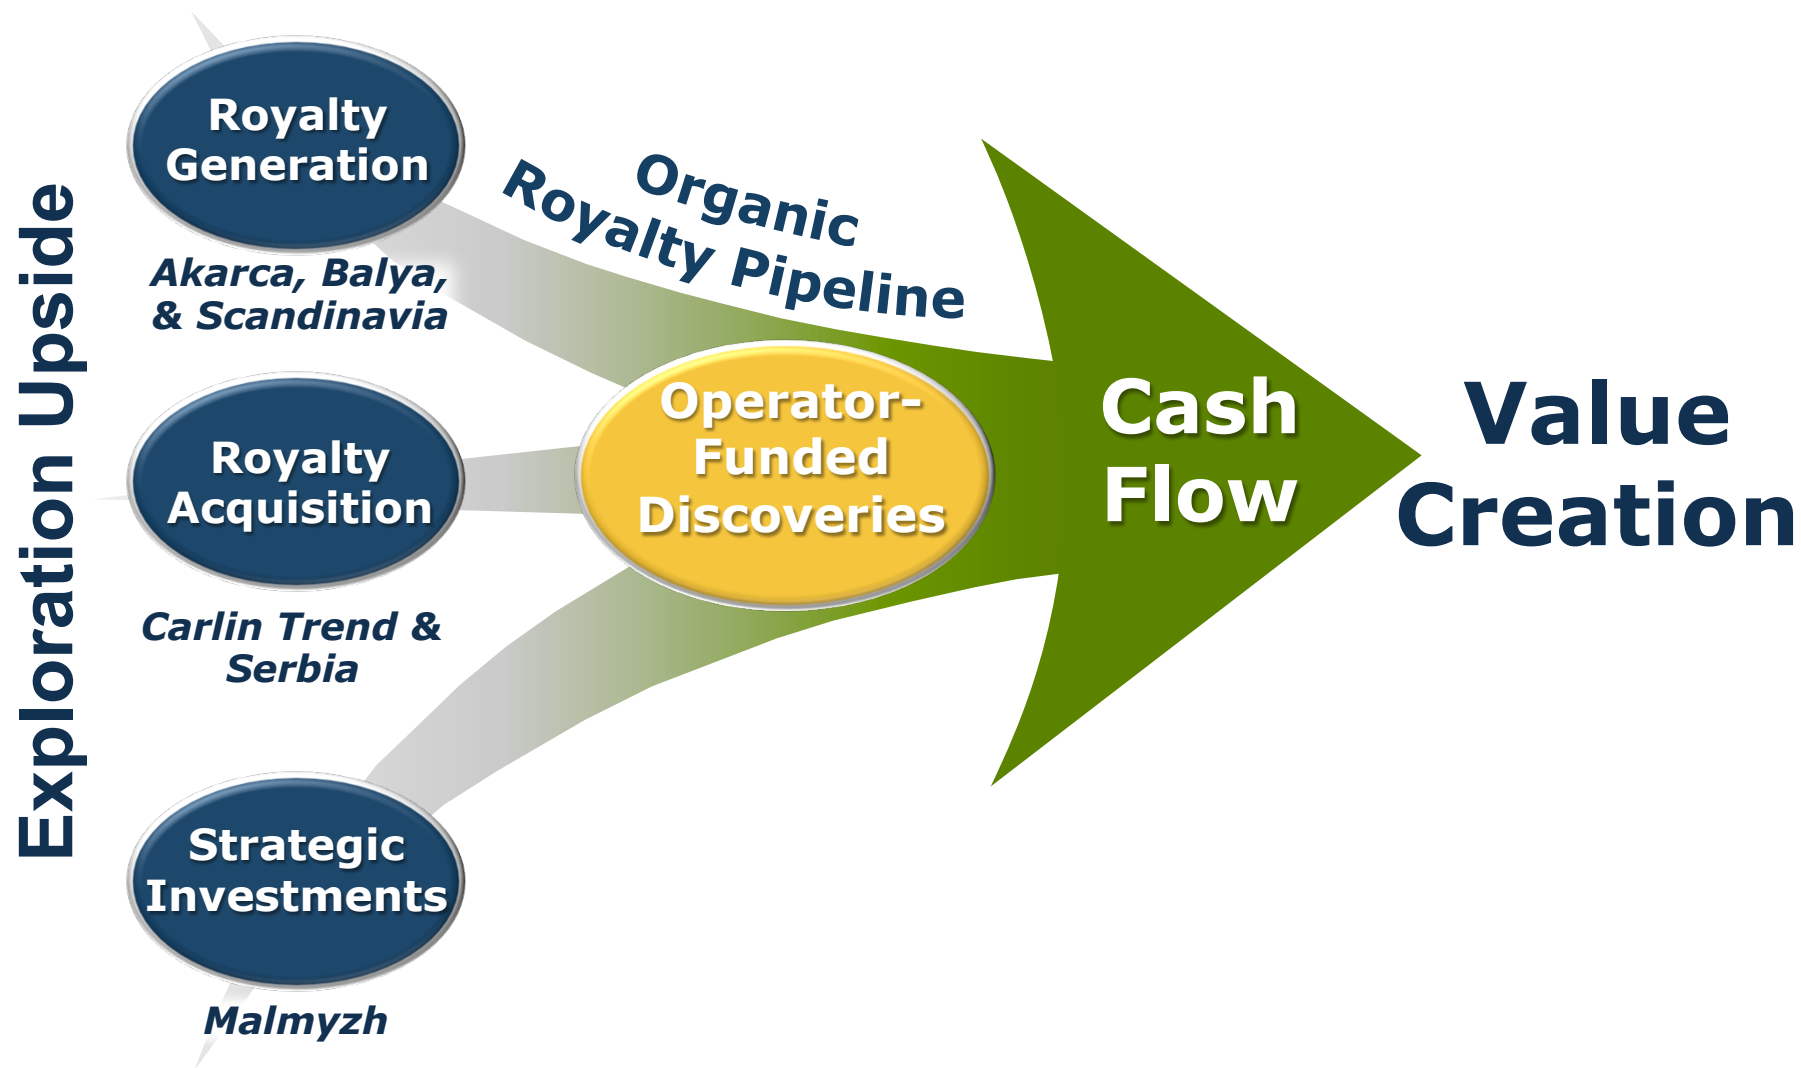 Exploration Upside
Royalty
Generation
Akarca, Balya,
& Scandinavia
Royalty
Acquisition
Carlin Trend &
Serbia
Strategic
Investments
Malmyzh
Organic
Royalty Pipeline
Operator-
Funded
Discoveries
Cash
Flow
Value
Creation